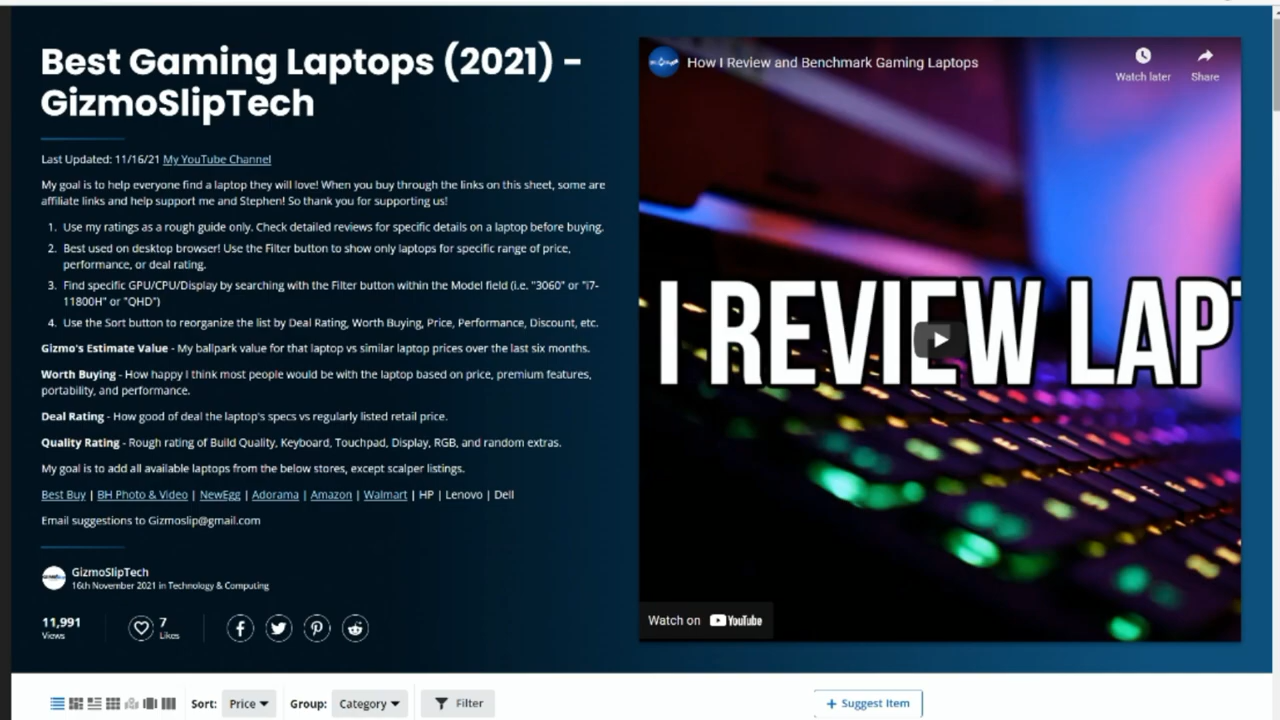 Best Gaming Laptops (2021) -
GizmoSlipTech
Last Updated: 11/16/21 My YouTube Channel
My goal is to help everyone find a laptop they will love! When you buy through the links on this sheet, some are
affiliate links and help support me and Stephen! So thank you for supporting us!
1. Use my ratings as a rough guide only. Check detailed reviews for specific details on a laptop before buying.
2. Best used on desktop browser! Use the Filter button to show only laptops for specific range of price,
performance, or deal rating.
3. Find specific GPU/CPU/Display by searching with the Filter button within the Model field (i.e. "3060" or "i7-
11800H" or "QHD")
4. Use the Sort button to reorganize the list by Deal Rating, Worth Buying, Price, Performance, Discount, etc.
Gizmo's Estimate Value - My ballpark value for that laptop vs similar laptop prices over the last six months.
Worth Buying - How happy I think most people would be with the laptop based on price, premium features,
portability, and performance.
Deal Rating - How good of deal the laptop's specs vs regularly listed retail price.
Quality Rating - Rough rating of Build Quality, Keyboard, Touchpad, Display, RGB, and random extras.
My goal is to add all available laptops from the below stores, except scalper listings.
Best Buy | BH Photo & Video | NewEgg | Adorama | Amazon | Walmart | HP | Lenovo | Dell
Email suggestions to Gizmoslip@gmail.com
GizmoSlipTech
16th November 2021 in Technology & Computing
11,991
Views
7
Likes
How I Review and Benchmark Gaming Laptops
Watch later
Share
I REVIEW LAPT
Watch on YouTube
Sort: Price
Group: Category
Filter
+ Suggest Item